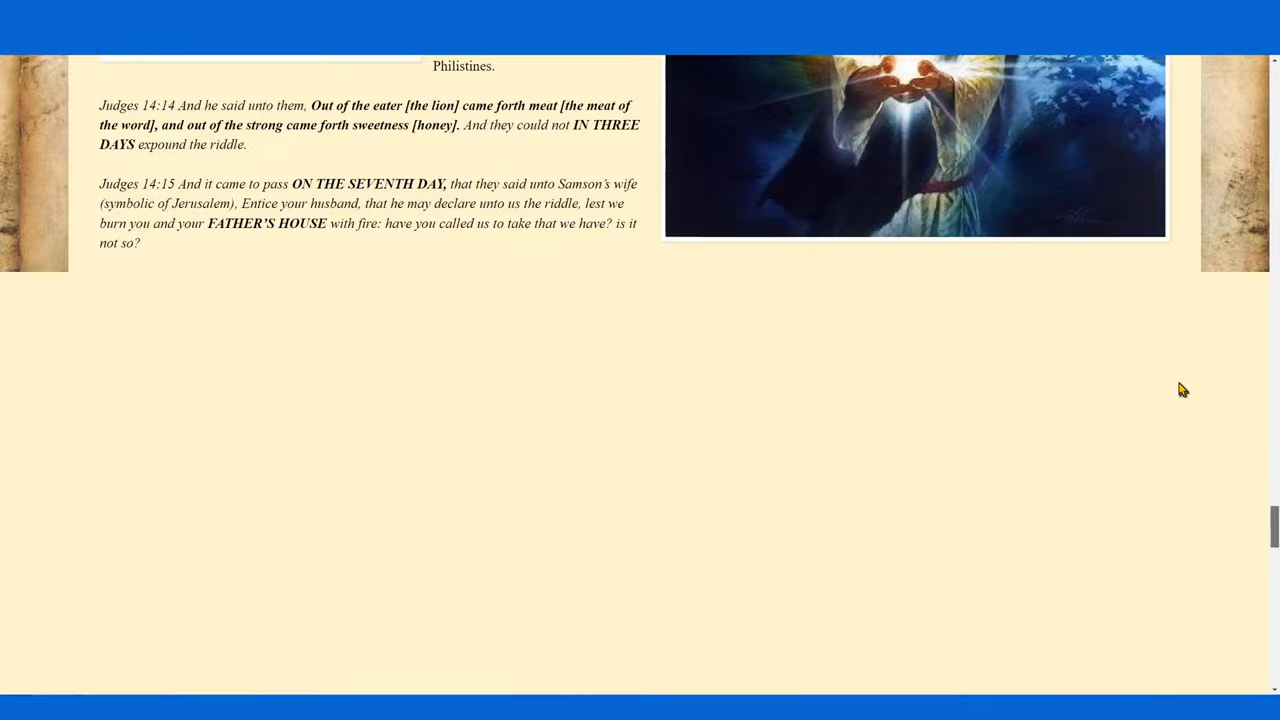 Philistines.
Judges 14:14 And he said unto them, Out of the eater [the lion] came forth meat [the meat of
the word], and out of the strong came forth sweetness [honey]. And they could not IN THREE
DAYS expound the riddle.
Judges 14:15 And it came to pass ON THE SEVENTH DAY, that they said unto Samson’s wife
(symbolic of Jerusalem), Entice your husband, that he may declare unto us the riddle, lest we
burn you and your FATHER’S HOUSE with fire: have you called us to take that we have? is it
not so?